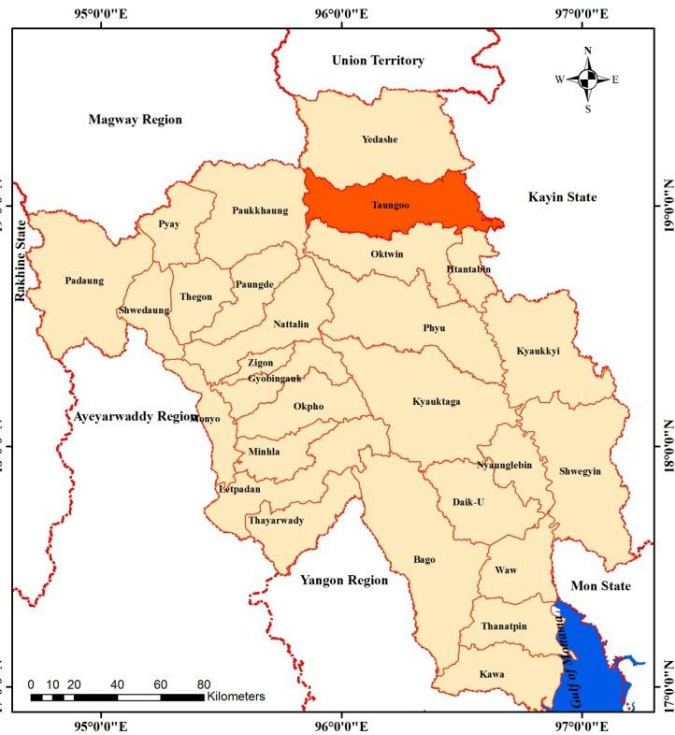 95°0'0"E 96°0'0"E 97°0'0"E
Union Territory
N
W E
S
Magway Region
Yedashe
Kayin State
19°0'0"N
Taungoo
Paukkhaung
Pyay
Rakhine State
Oktwin
Htantabin
Padaung
Paungde
Thegon
Shwedaung
Nattalin
Phyu
Kyaukkyi
Zigon
Gyobingauk
Kyauktaga
Okpho
Ayeyarwaddy Region
Monyo
18°0'0"N
Minhla
Nyaunglebin
Shwegyin
Letpadan
Daik-U
Thayarwady
Bago
Waw
Yangon Region
Mon State
Thanatpin
Gulf of Mottama
Kawa
0 10 20 40 60 80
Kilometers
17°0'0"N
95°0'0"E 96°0'0"E 97°0'0"E